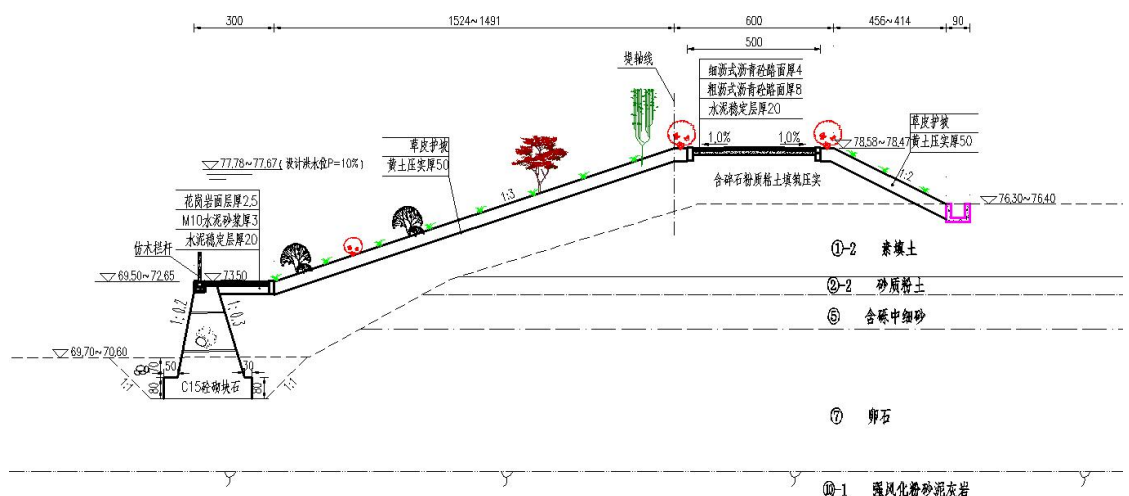 300
1524~1491
600
456~414
90
500
堤轴线
细沥式沥青砼路面厚4
粗沥式沥青砼路面厚8
水泥稳定层厚20
1.0%
1.0%
78.58~78.47
草皮护坡
黄土压实厚50
草皮护坡
黄土压实厚50
77.78~77.67(设计洪水位P=10%)
1:3
1:2
含碎石粉质粘土填筑压实
76.30~76.40
花岗岩面层厚2.5
M10水泥砂浆厚3
水泥稳定层厚20
仿木栏杆
69.50~72.65
73.50
①-2 素填土
②-2 砂质粉土
⑤ 含砾中细砂
1:0.2
1:0.3
69.70~70.60
70
50
30
1:1
80
C15砼砌块石
80
1:1
⑦ 卵石
⑩-1 强风化粉砂泥灰岩